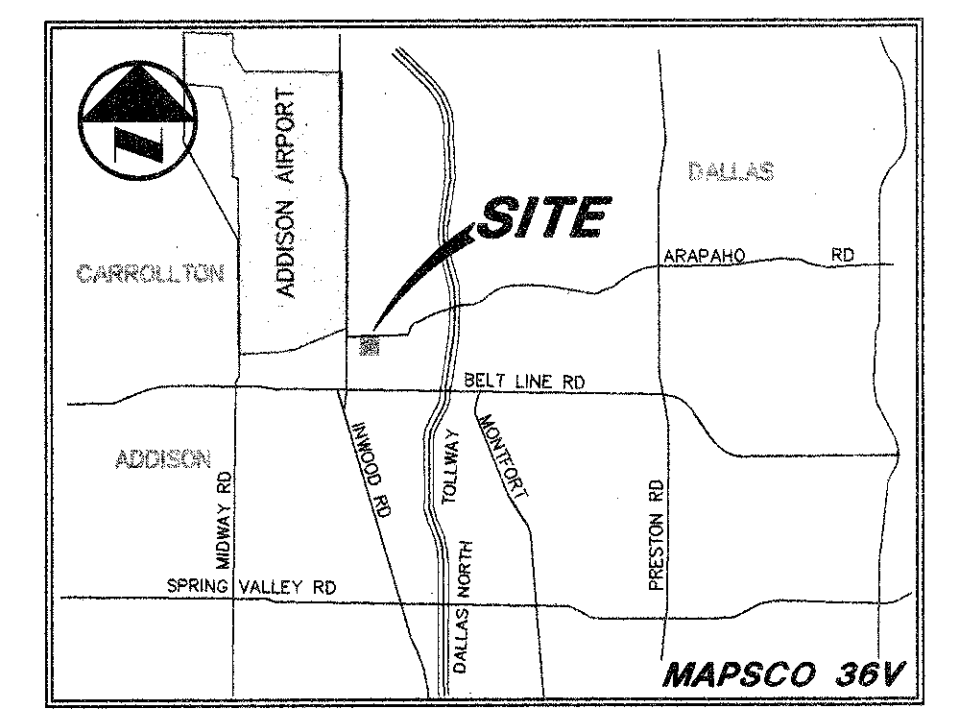 ADDISON AIRPORT
DALLAS
SITE
CARROLLTON
ARAPAHO RD
BELT LINE RD
ADDISON
INWOOD RD
TOLLWAY
MONTFORT
MIDWAY RD
PRESTON RD
SPRING VALLEY RD
DALLAS NORTH
MAPSCO 36V